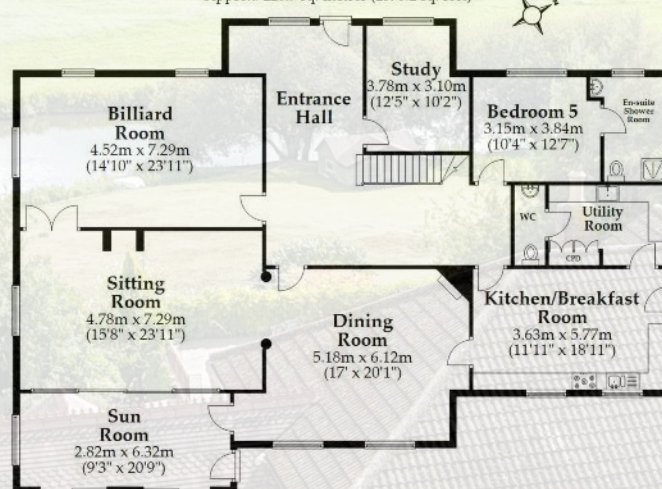 Study
3.78m x 3.10m
(12'5" x 10'2")
Entrance
Hall
Billiard
Room
4.52m x 7.29m
(14'10" x 23'11")
Bedroom 5
3.15m x 3.84m
(10'4" x 12'7")
En-suite
Shower
Room
WC
Utility
Room
CPD
Sitting
Room
4.78m x 7.29m
(15'8" x 23'11")
Dining
Room
5.18m x 6.12m
(17' x 20'1")
Kitchen/Breakfast
Room
3.63m x 5.77m
(11'11" x 18'11")
Sun
Room
2.82m x 6.32m
(9'3" x 20'9")